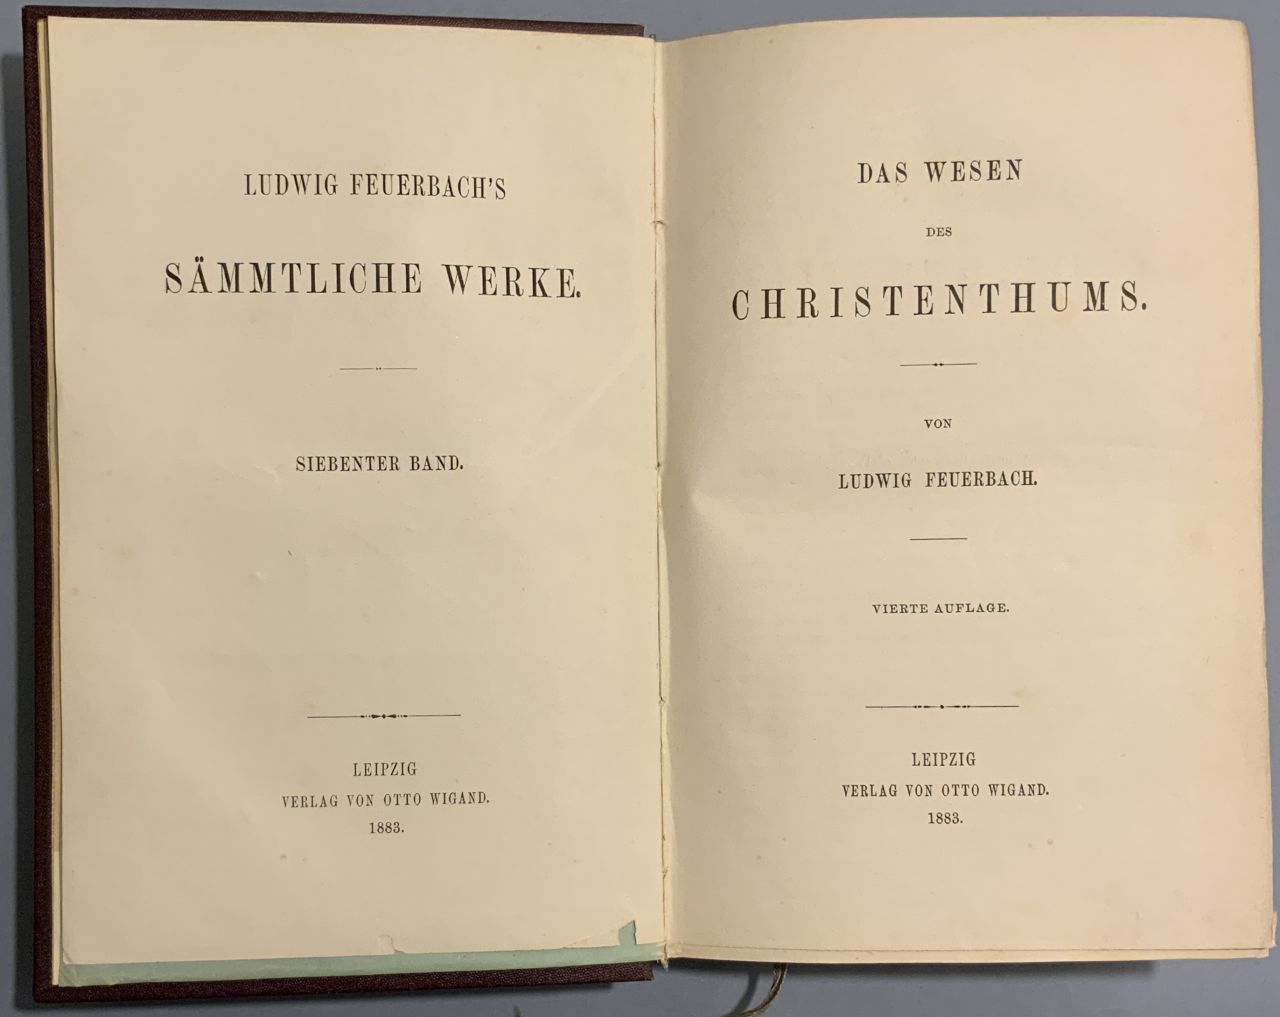 LUDWIG FEUERBACH'S
SÄMMTLICHE WERKE.
SIEBENTER BAND.
LEIPZIG
VERLAG VON OTTO WIGAND.
1883.
DAS WESEN
DES
CHRISTENTHUMS.
VON
LUDWIG FEUERBACH.
VIERTE AUFLAGE.
LEIPZIG
VERLAG VON OTTO WIGAND.
1883.